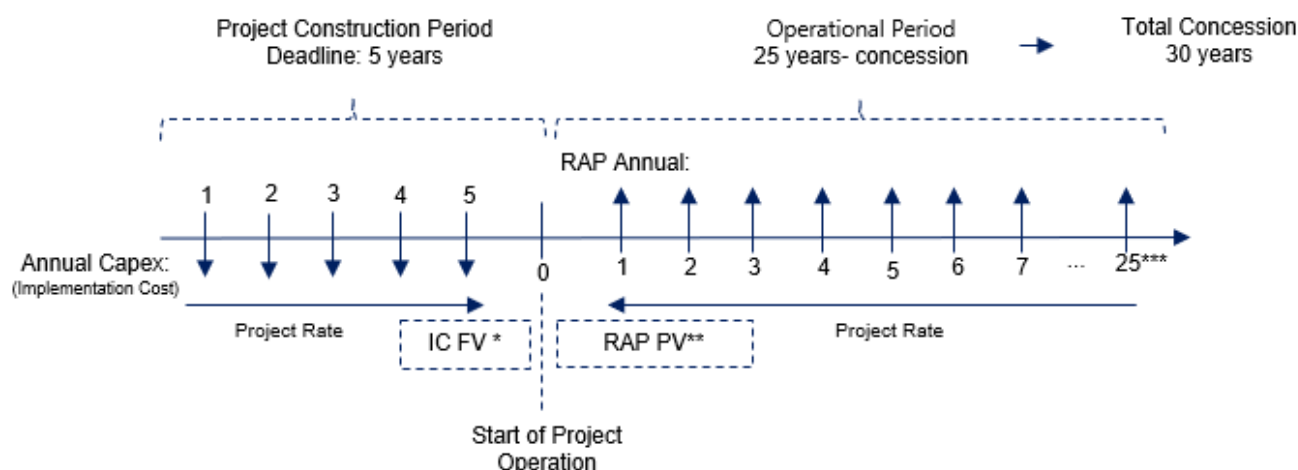 Project Construction Period
Deadline: 5 years
Operational Period
25 years- concession
Total Concession
30 years
RAP Annual:
1 2 3 4 5
Annual Capex:
(Implementation Cost)
0 1 2 3 4 5 6 7 ... 25***
Project Rate
IC FV *
RAP PV**
Project Rate
Start of Project
Operation